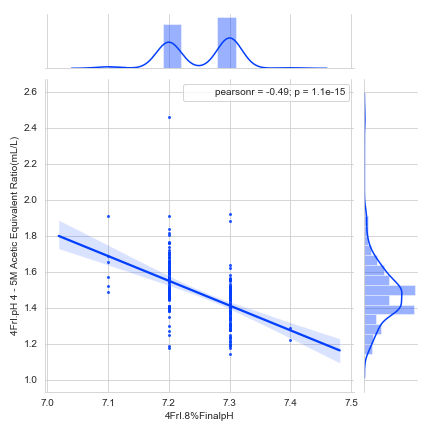 pearsonr = -0.49; p = 1.1e-15
2.6
2.4
2.2
2.0
1.8
1.6
1.4
1.2
1.0
4Frl.pH 4 - 5M Acetic Equivalent Ratio(mL/L)
7.0 7.1 7.2 7.3 7.4 7.5
4Frl.8%FinalpH